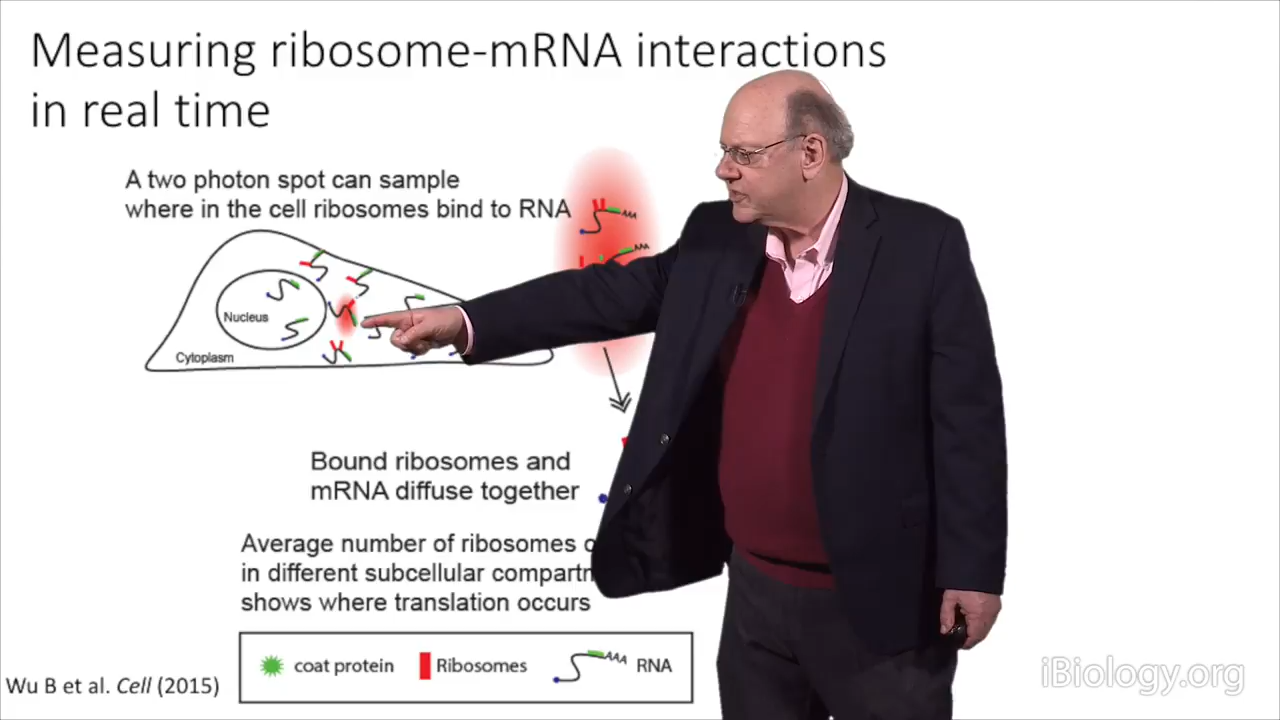 Measuring ribosome-mRNA interactions
in real time
A two photon spot can sample
where in the cell ribosomes bind to RNA
AAA
AAA
Nucleus
Cytoplasm
Bound ribosomes and
mRNA diffuse together
Average number of ribosomes
in different subcellular
shows where translation occurs
coat protein
Ribosomes
AAA
RNA
Wu B et al. Cell (2015)
iBiology.org